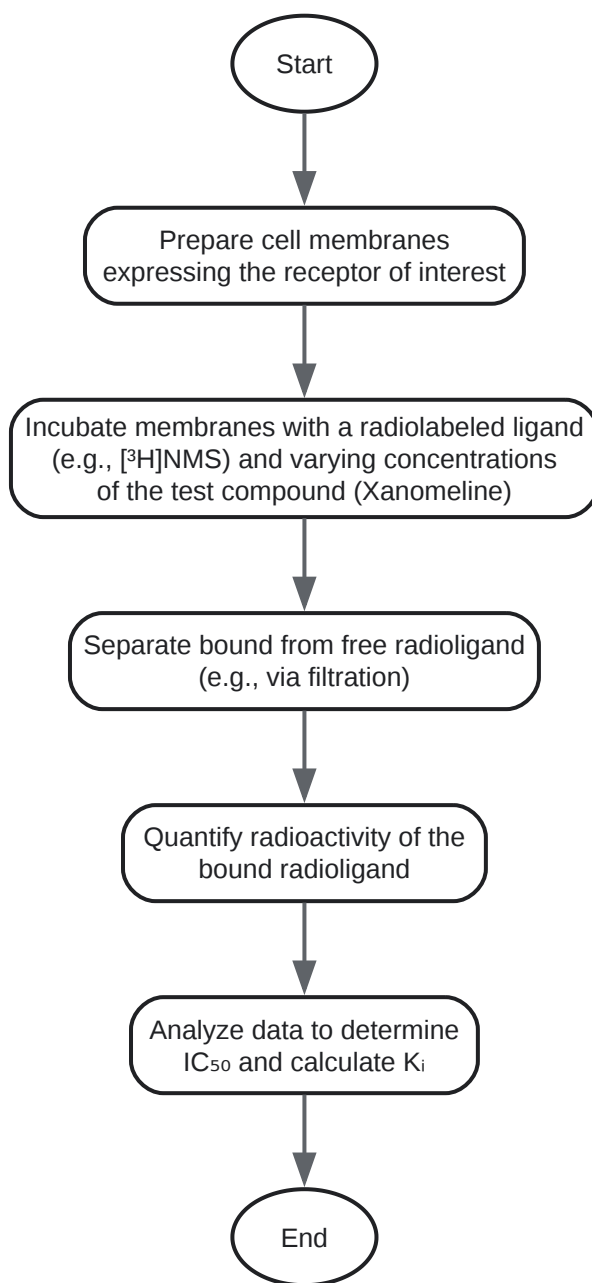 Start
Prepare cell membranes
expressing the receptor of interest
Incubate membranes with a radiolabeled ligand
(e.g., [³H]NMS) and varying concentrations
of the test compound (Xanomeline)
Separate bound from free radioligand
(e.g., via filtration)
Quantify radioactivity of the
bound radioligand
Analyze data to determine
IC₅₀ and calculate Kᵢ
End